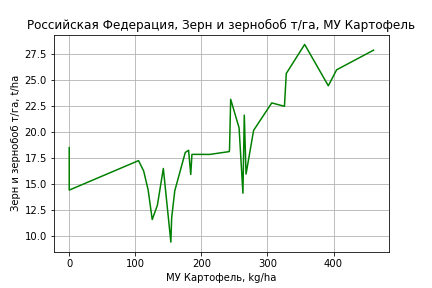 Российская Федерация, Зерн и зернобоб т/га, МУ Картофель
27.5
25.0
22.5
20.0
17.5
15.0
12.5
10.0
Зерн и зернобоб т/га, t/ha
0 100 200 300 400
МУ Картофель, kg/ha